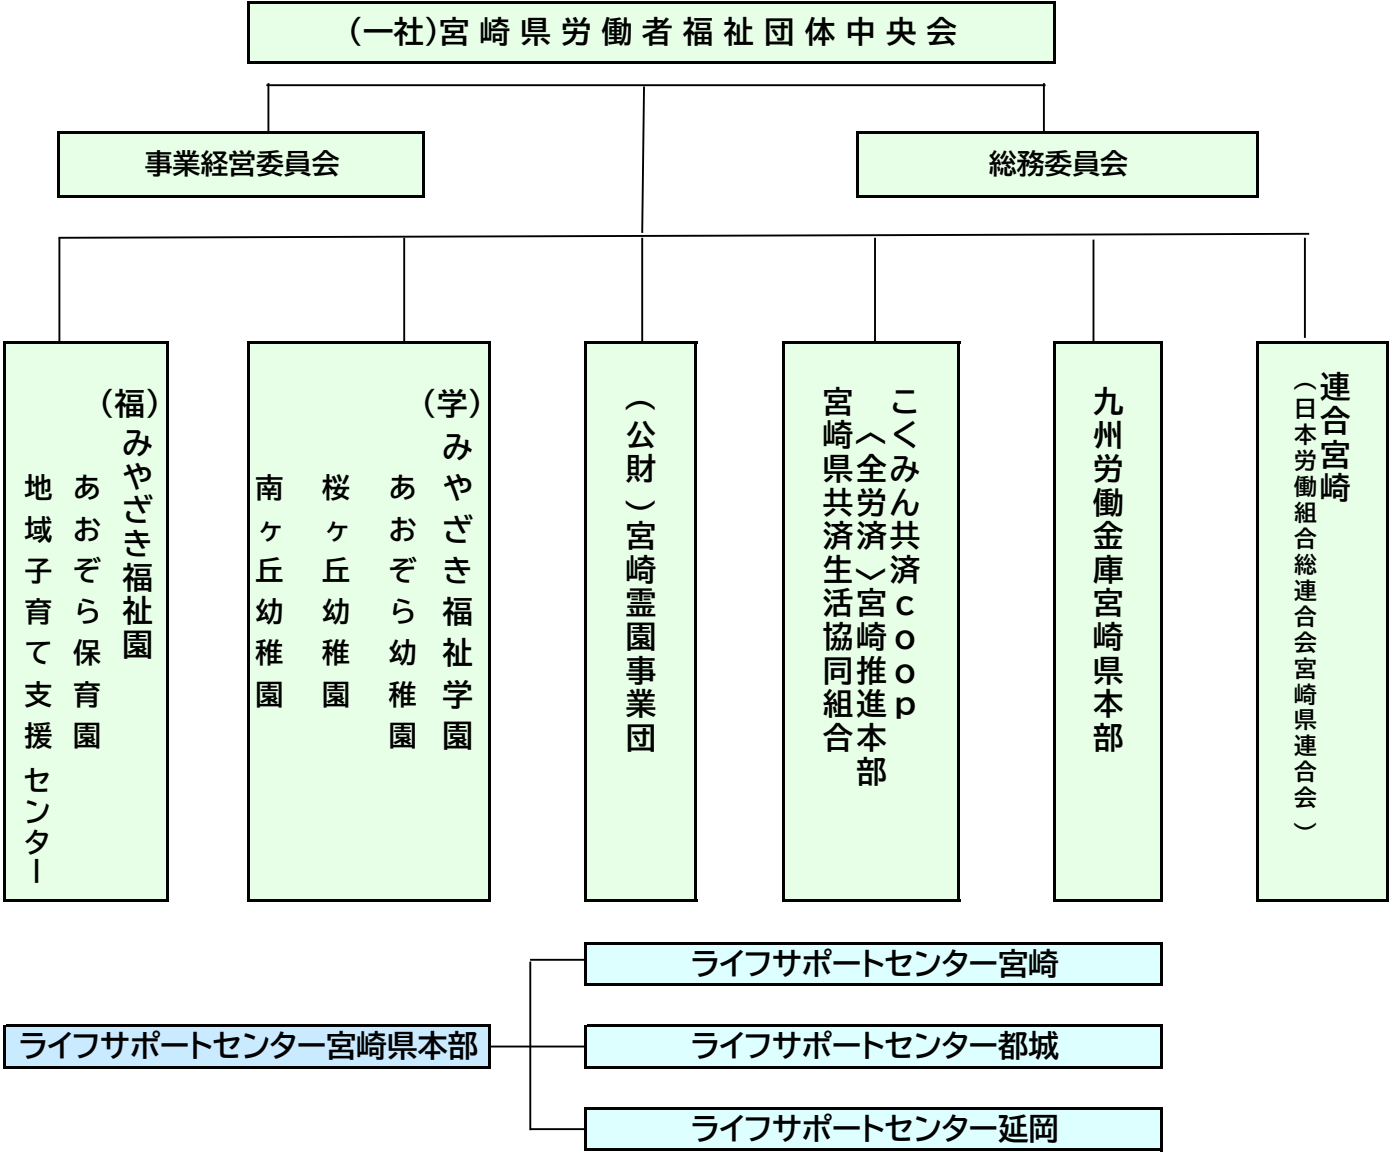 (一社)宮崎県労働者福祉団体中央会
事業経営委員会
総務委員会
(福)みやざき福祉園
あおぞら保育園
地域子育て支援センター
(学)みやざき福祉学園
あおぞら幼稚園
桜ヶ丘幼稚園
南ヶ丘幼稚園
(公財)宮崎霊園事業団
こくみん共済coop
〈全労済〉宮崎推進本部
宮崎県共済生活協同組合
九州労働金庫宮崎県本部
連合宮崎
(日本労働組合総連合会宮崎県連合会)
ライフサポートセンター宮崎県本部
ライフサポートセンター宮崎
ライフサポートセンター都城
ライフサポートセンター延岡